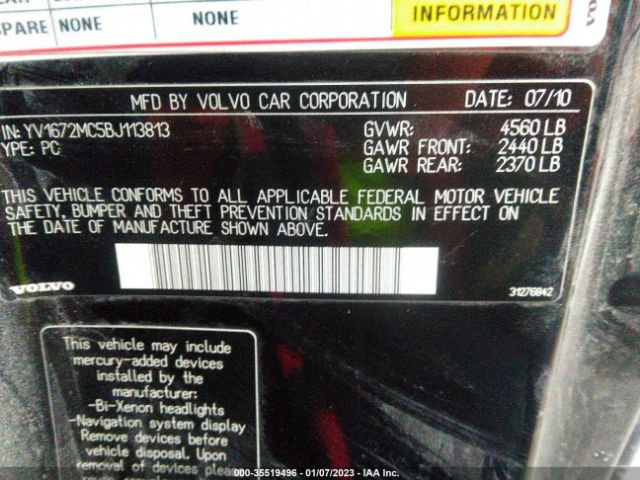 SPARE NONE NONE
INFORMATION
MFD BY VOLVO CAR CORPORATION DATE: 07/10
IN: YV1672MC5BJ113813 GVWR: 4560 LB
YPE: PC GAWR FRONT: 2440 LB
GAWR REAR: 2370 LB
THIS VEHICLE CONFORMS TO ALL APPLICABLE FEDERAL MOTOR VEHICLE
SAFETY, BUMPER AND THEFT PREVENTION STANDARDS IN EFFECT ON
THE DATE OF MANUFACTURE SHOWN ABOVE.
VOLVO 31276842
This vehicle may include
mercury-added devices
installed by the
manufacturer:
-Bi-Xenon headlights
-Navigation system display
Remove devices before
vehicle disposal. Upon
removal of devices please
000-35519496 - 01/07/2023 - IAA Inc.